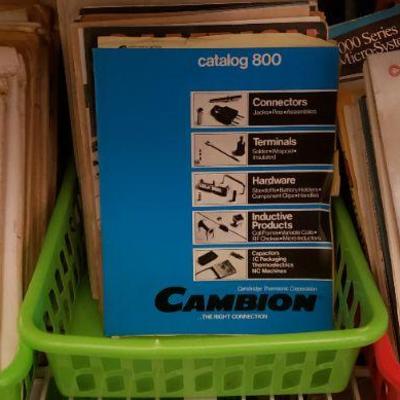 catalog 800
Connectors
Jacks•Pins•Assemblies
Terminals
Solder•Wrapost•
Insulated
Hardware
Standoffs•Battery Holders•
Component Clips•Handles
Inductive
Products
Coil Forms•Variable Coils•
RF Chokes•Micro Inductors
Capacitors
IC Packaging
Thermoelectrics
NC Machines
Cambridge Thermionic Corporation
CAMBION
...THE RIGHT CONNECTION
000 Series
Micro-System